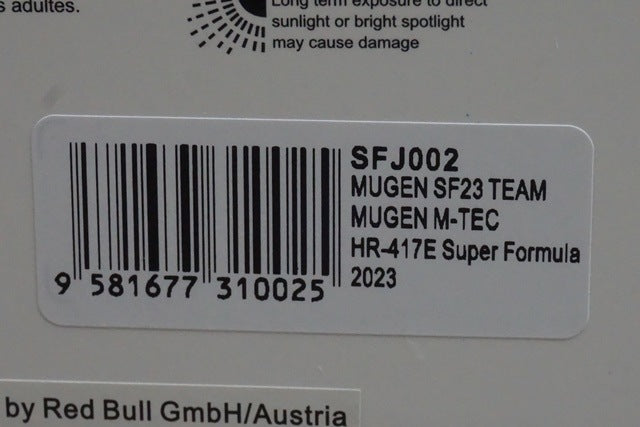 s adultes.
Long term exposure to direct
sunlight or bright spotlight
may cause damage
SFJ002
MUGEN SF23 TEAM
MUGEN M-TEC
HR-417E Super Formula
2023
9 581677 310025
by Red Bull GmbH/Austria